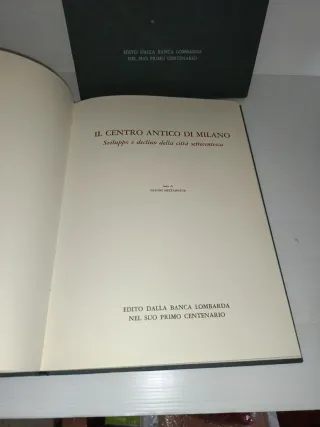 EDITO DALLA BANCA LOMBARDA
NEL SUO PRIMO CENTENARIO
IL CENTRO ANTICO DI MILANO
Sviluppo e declino della città settecentesca
EDITO DALLA BANCA LOMBARDA
NEL SUO PRIMO CENTENARIO